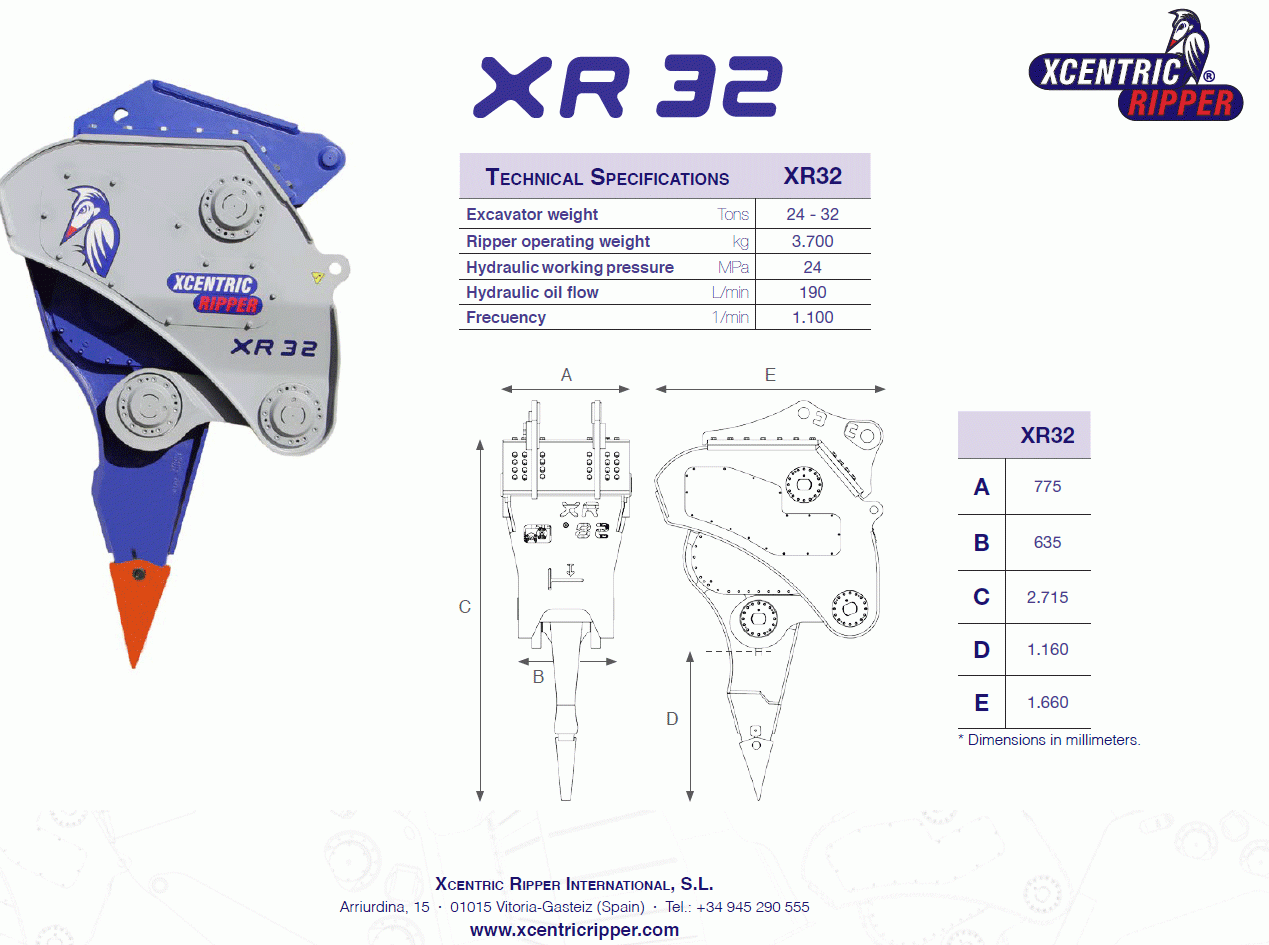 XR 32
XCENTRIC
RIPPER
®
TECHNICAL SPECIFICATIONS XR32
Excavator weight Tons 24 - 32
Ripper operating weight kg 3.700
Hydraulic working pressure MPa 24
Hydraulic oil flow L/min 190
Frecuency 1/min 1.100
XCENTRIC
RIPPER
XR 32
A
E
C
B
D
XR
32
XR32
A 775
B 635
C 2.715
D 1.160
E 1.660
* Dimensions in millimeters.
XCENTRIC RIPPER INTERNATIONAL, S.L.
Arriurdina, 15 · 01015 Vitoria-Gasteiz (Spain) · Tel.: +34 945 290 555
www.xcentricripper.com